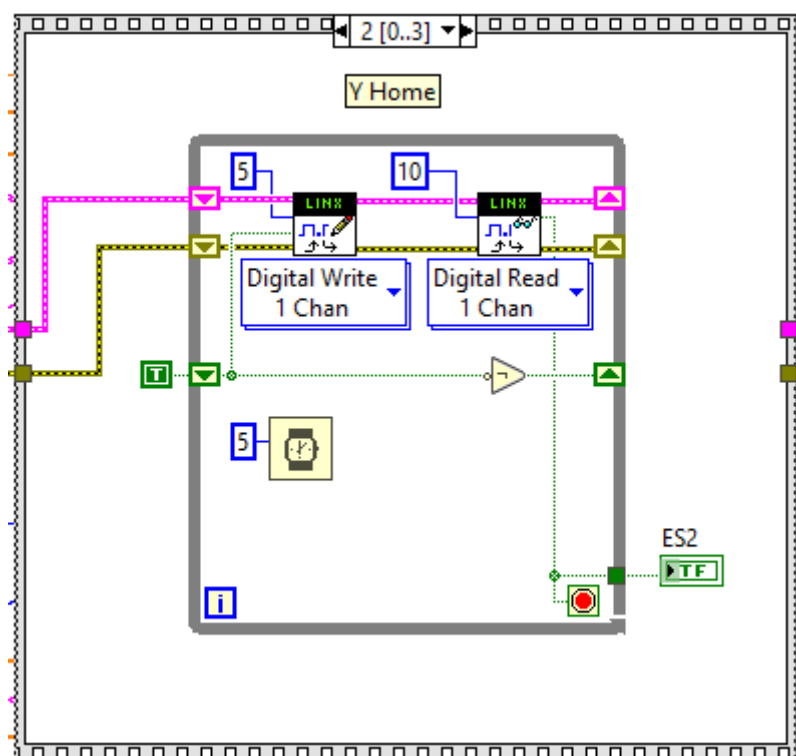 2 [0..3]
Y Home
5
10
LINX
LINX
Digital Write
1 Chan
Digital Read
1 Chan
T
5
ES2
TF
i